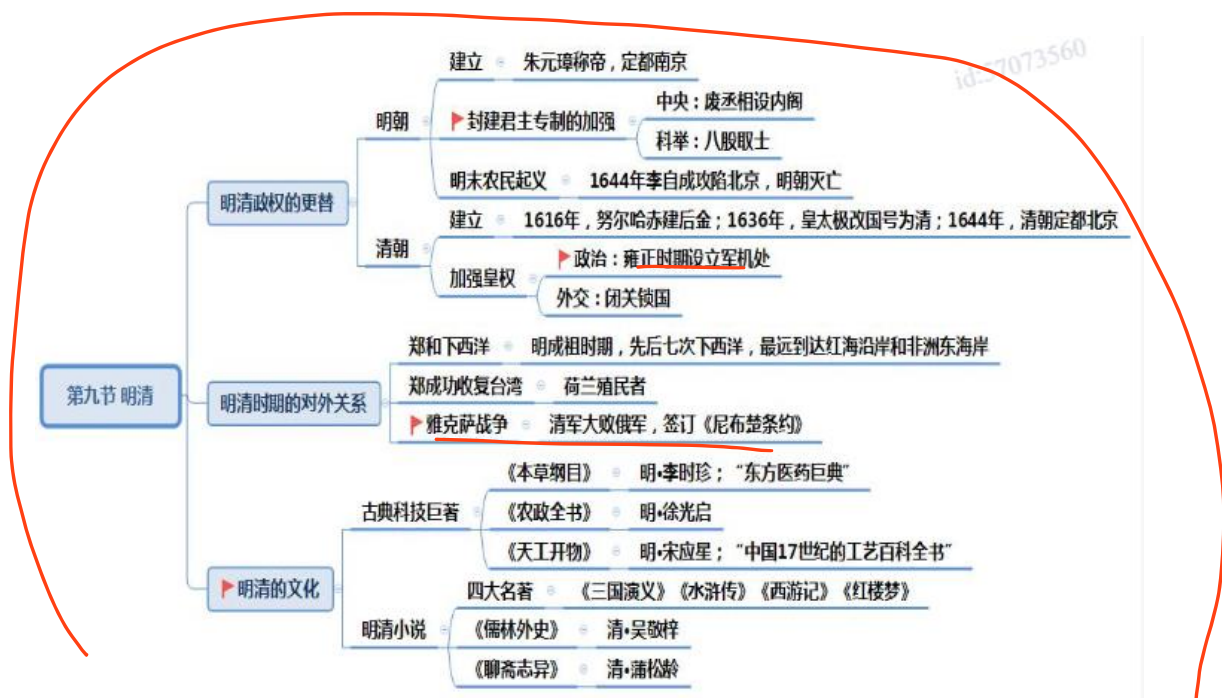 id:57073560
建立 朱元璋称帝，定都南京
中央：废丞相设内阁
明朝 封建君主专制的加强
科举：八股取士
明末农民起义 1644年李自成攻陷北京，明朝灭亡
明清政权的更替
建立 1616年，努尔哈赤建后金；1636年，皇太极改国号为清；1644年，清朝定都北京
清朝
政治：雍正时期设立军机处
加强皇权
外交：闭关锁国
郑和下西洋 明成祖时期，先后七次下西洋，最远到达红海沿岸和非洲东海岸
第九节 明清 明清时期的对外关系 郑成功收复台湾 荷兰殖民者
雅克萨战争 清军大败俄军，签订《尼布楚条约》
《本草纲目》 明•李时珍；“东方医药巨典”
古典科技巨著 《农政全书》 明•徐光启
《天工开物》 明•宋应星；“中国17世纪的工艺百科全书”
明清的文化
四大名著 《三国演义》《水浒传》《西游记》《红楼梦》
明清小说 《儒林外史》 清•吴敬梓
《聊斋志异》 清•蒲松龄